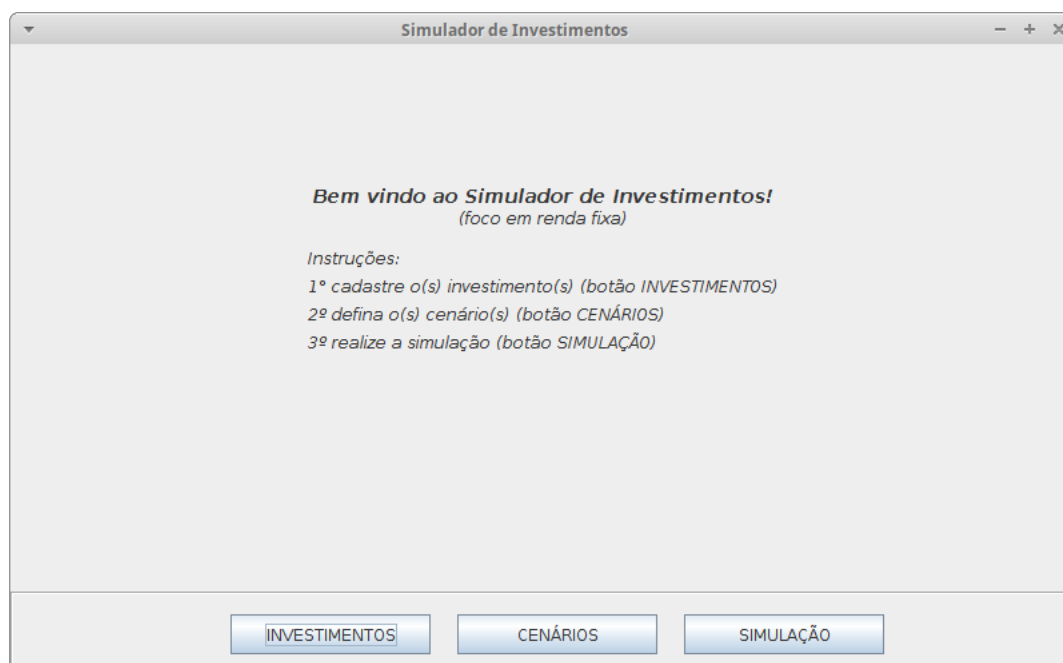 Simulador de Investimentos
Bem vindo ao Simulador de Investimentos!
(foco em renda fixa)
Instruções:
1° cadastre o(s) investimento(s) (botão INVESTIMENTOS)
2º defina o(s) cenário(s) (botão CENÁRIOS)
3º realize a simulação (botão SIMULAÇÃO)
INVESTIMENTOS CENÁRIOS SIMULAÇÃO